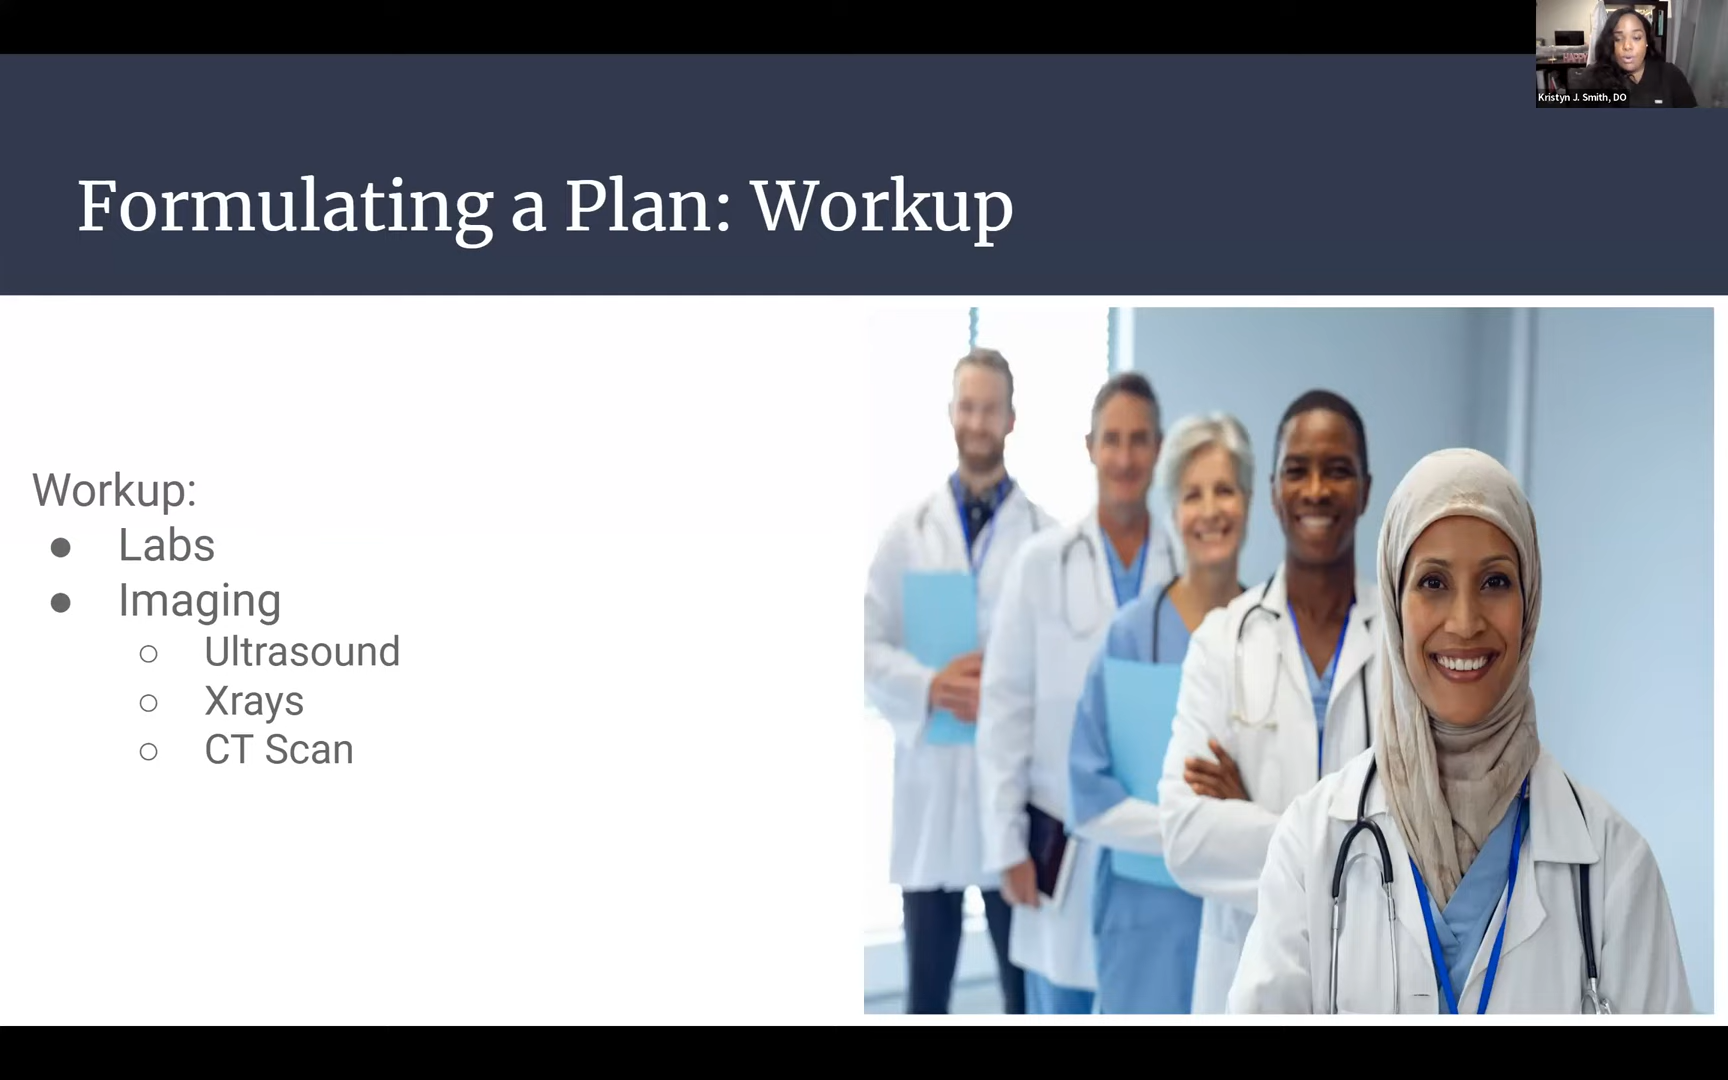 Kristyn J. Smith, DO
Formulating a Plan: Workup
Workup:
● Labs
● Imaging
○ Ultrasound
○ Xrays
○ CT Scan